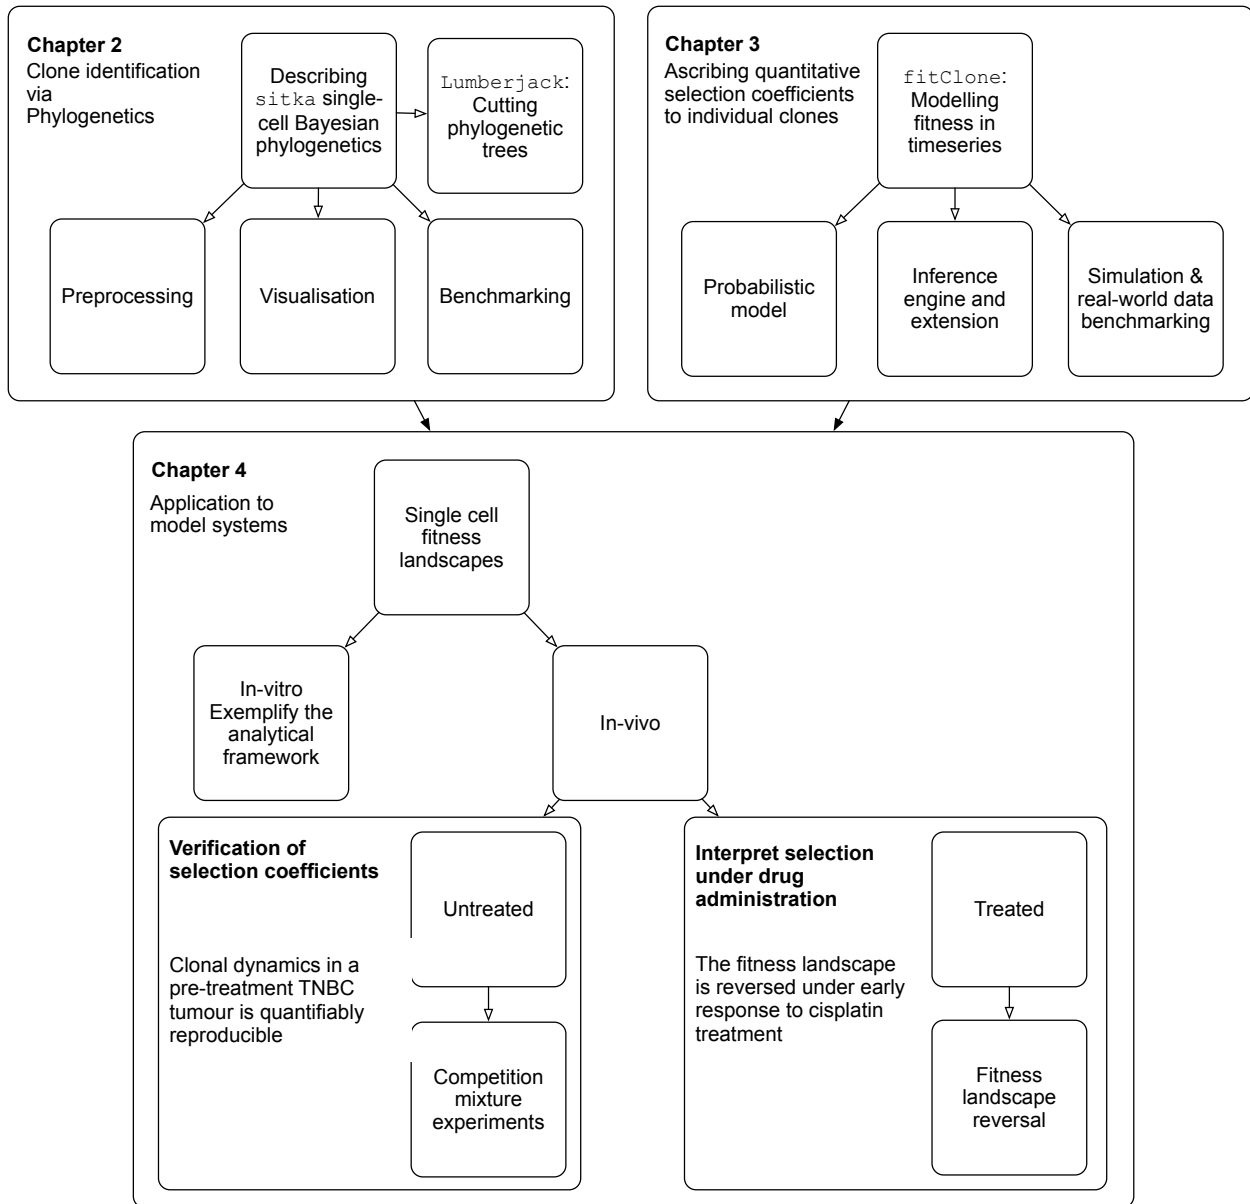 Chapter 2
Clone identification
via
Phylogenetics
Describing
sitka single-
cell Bayesian
phylogenetics
Lumberjack:
Cutting
phylogenetic
trees
Preprocessing
Visualisation
Benchmarking
Chapter 3
Ascribing quantitative
selection coefficients
to individual clones
fitClone:
Modelling
fitness in
timeseries
Probabilistic
model
Inference
engine and
extension
Simulation &
real-world data
benchmarking
Chapter 4
Application to
model systems
Single cell
fitness
landscapes
In-vitro
Exemplify the
analytical
framework
In-vivo
Verification of
selection coefficients
Clonal dynamics in a
pre-treatment TNBC
tumour is quantifiably
reproducible
Untreated
Competition
mixture
experiments
Interpret selection
under drug
administration
The fitness landscape
is reversed under early
response to cisplatin
treatment
Treated
Fitness
landscape
reversal